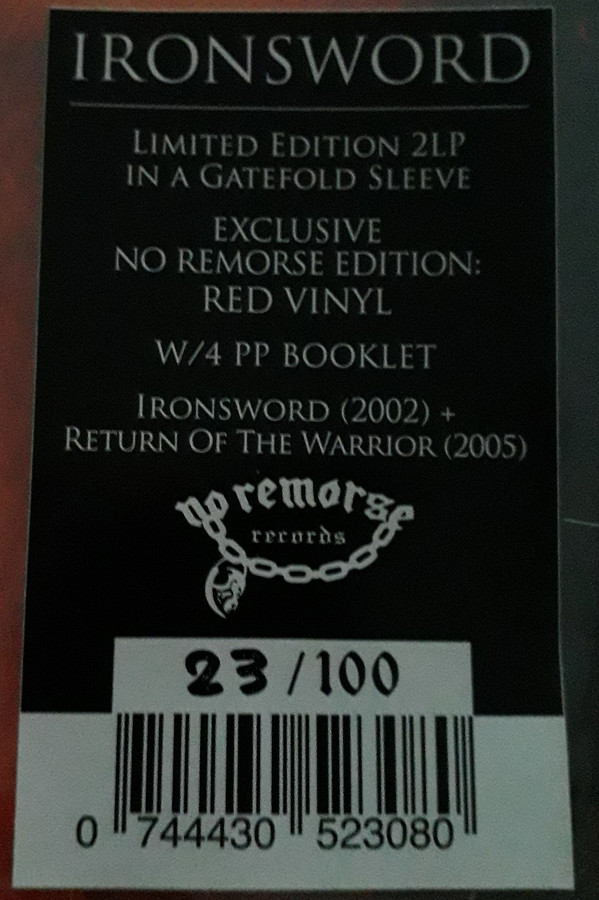 IRONSWORD
LIMITED EDITION 2LP
IN A GATEFOLD SLEEVE
EXCLUSIVE
NO REMORSE EDITION:
RED VINYL
W/4 PP BOOKLET
IRONSWORD (2002) +
RETURN OF THE WARRIOR (2005)
no remorse
records
23/100
0 744430 523080